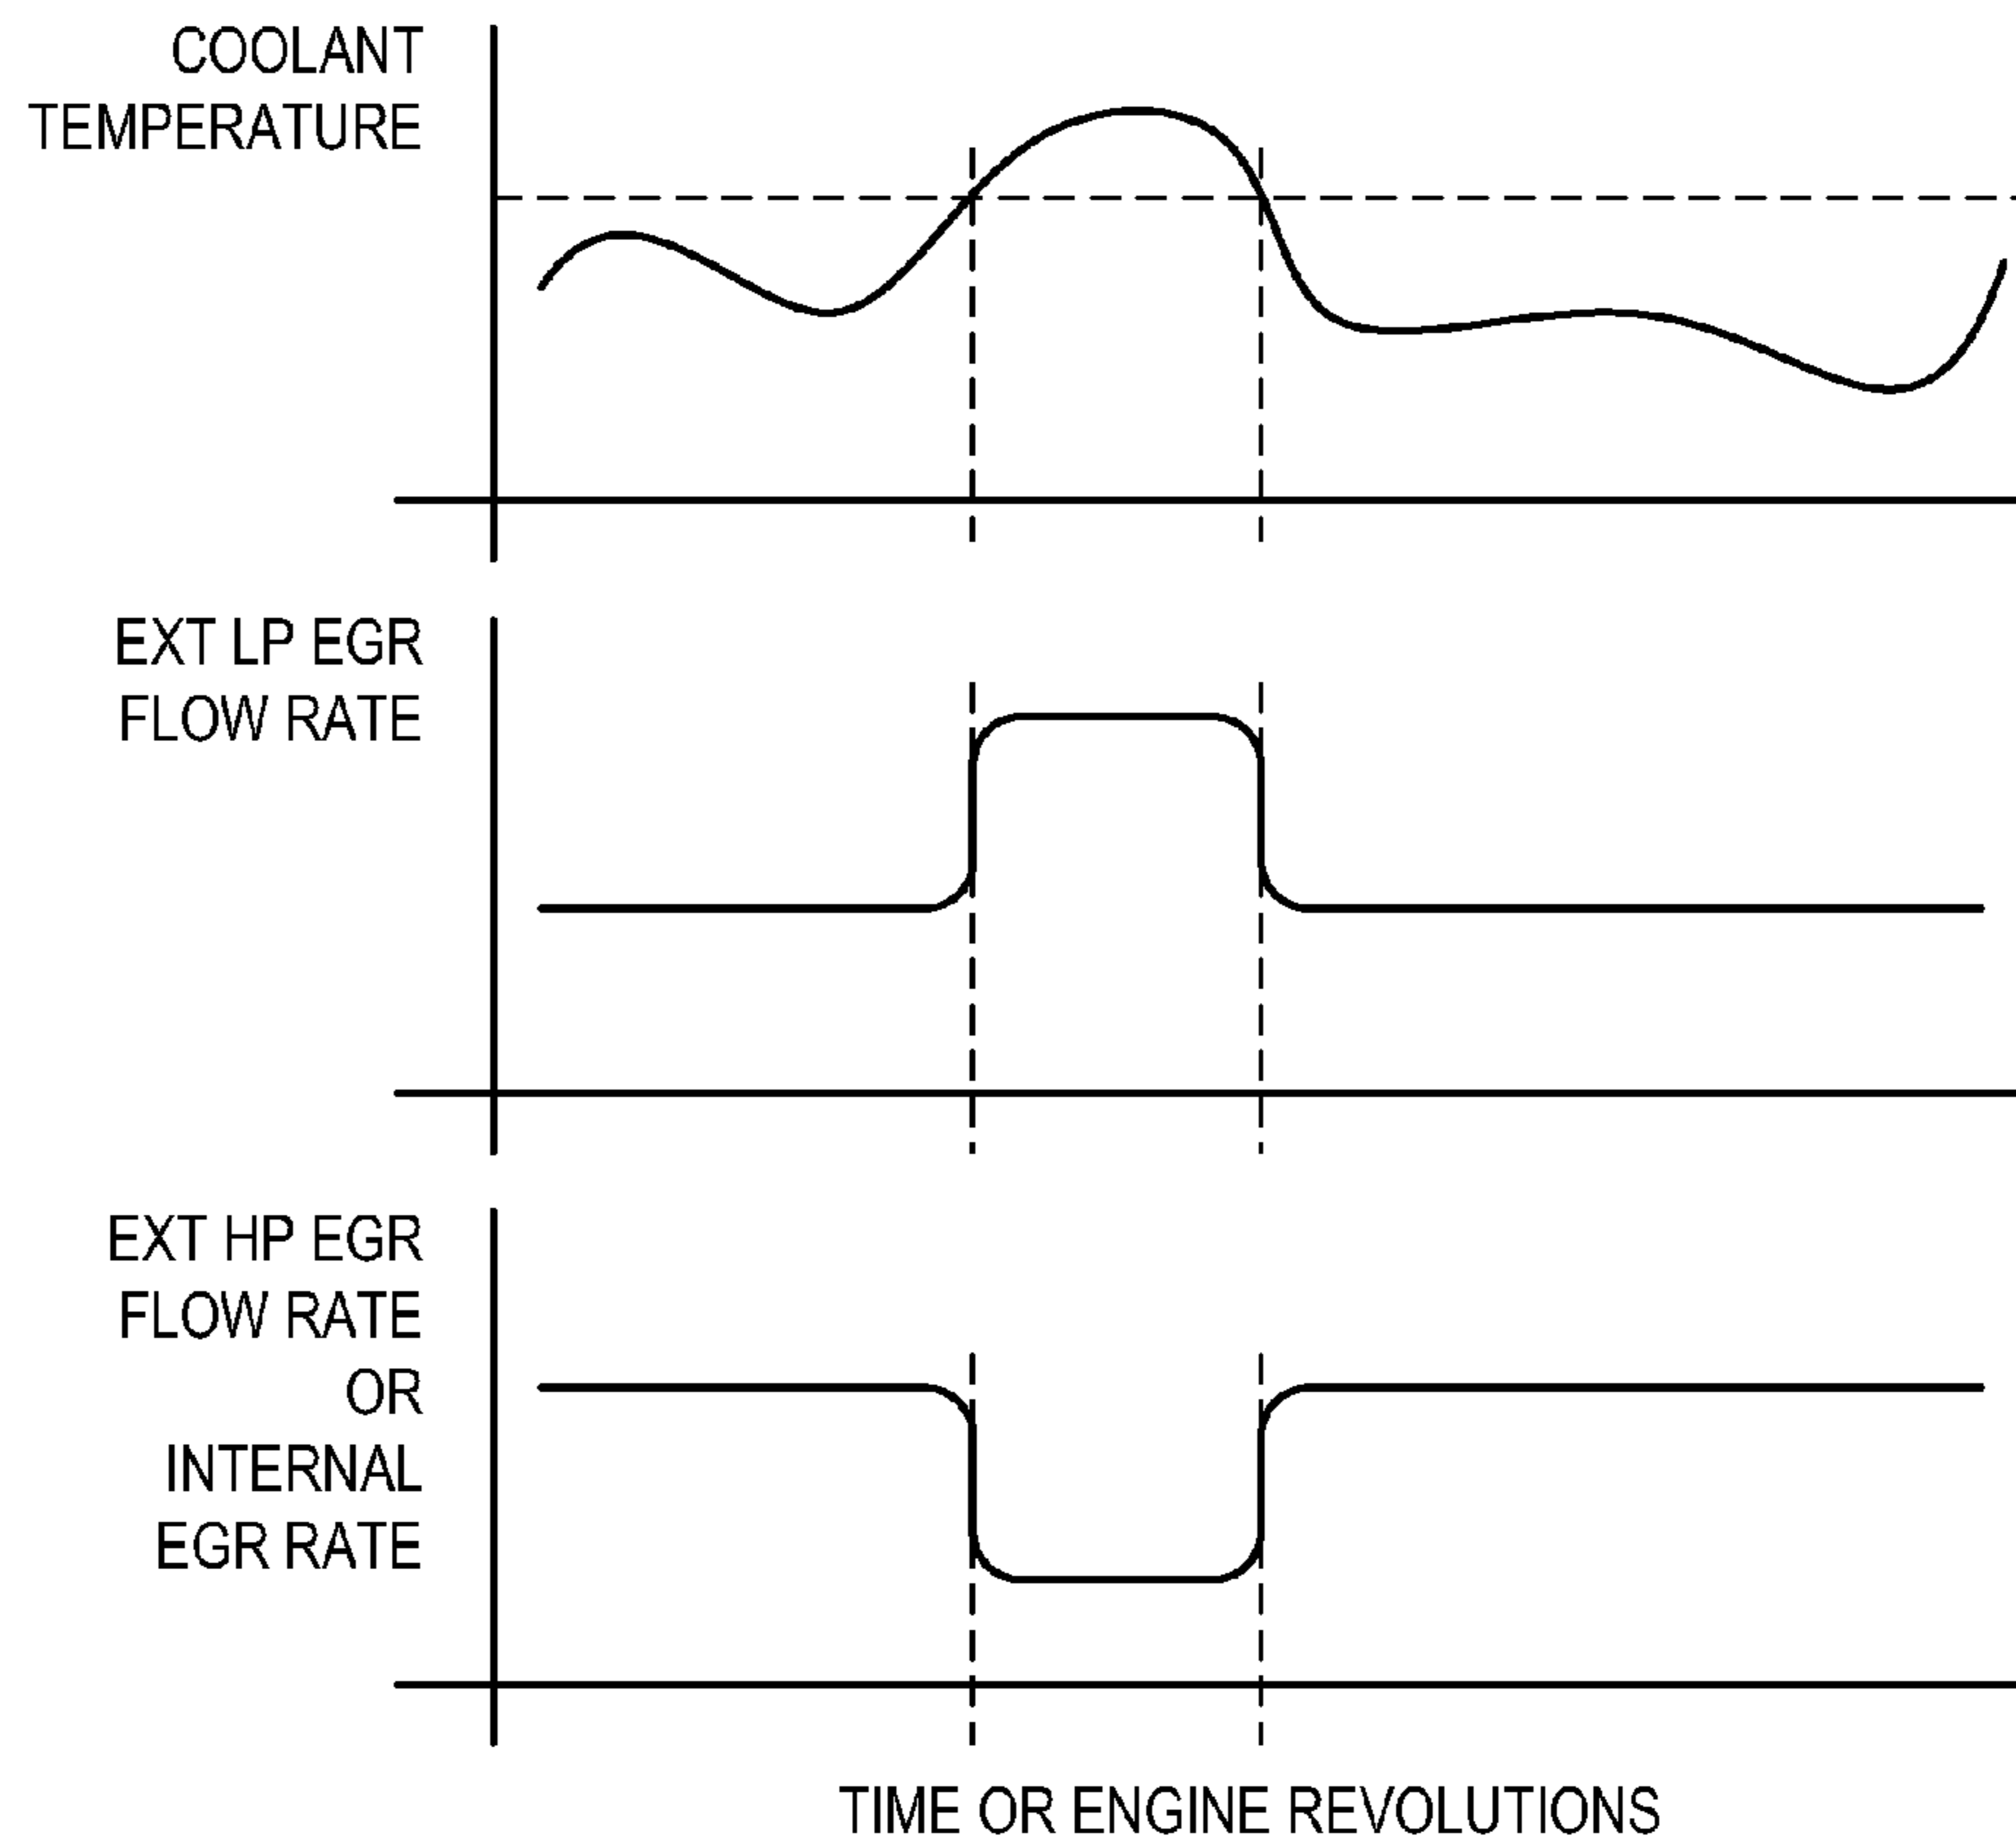 COOLANT
TEMPERATURE
EXT LP EGR
FLOW RATE
EXT HP EGR
FLOW RATE
OR
INTERNAL
EGR RATE
TIME OR ENGINE REVOLUTIONS